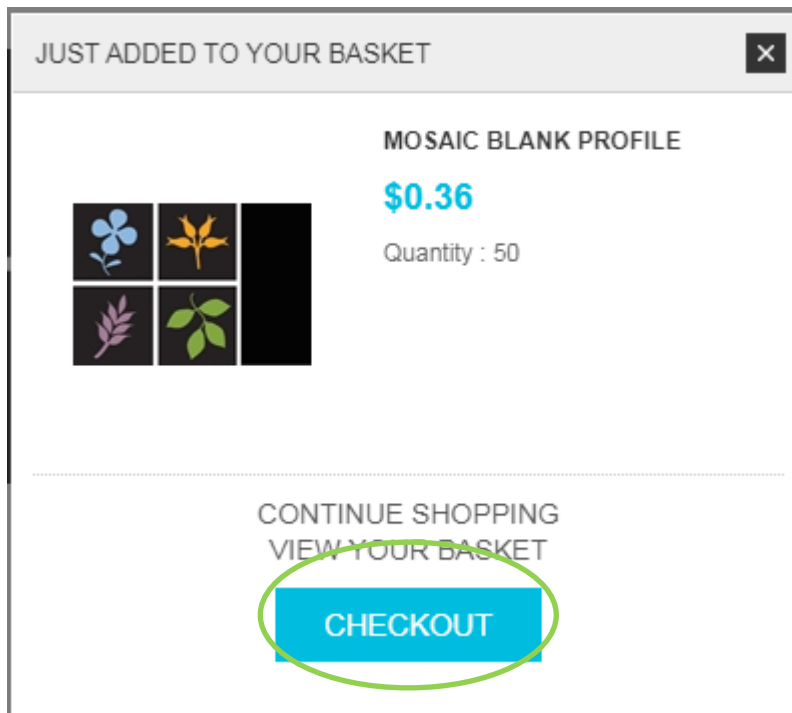 JUST ADDED TO YOUR BASKET
MOSAIC BLANK PROFILE
$0.36
Quantity : 50
CONTINUE SHOPPING
VIEW YOUR BASKET
CHECKOUT